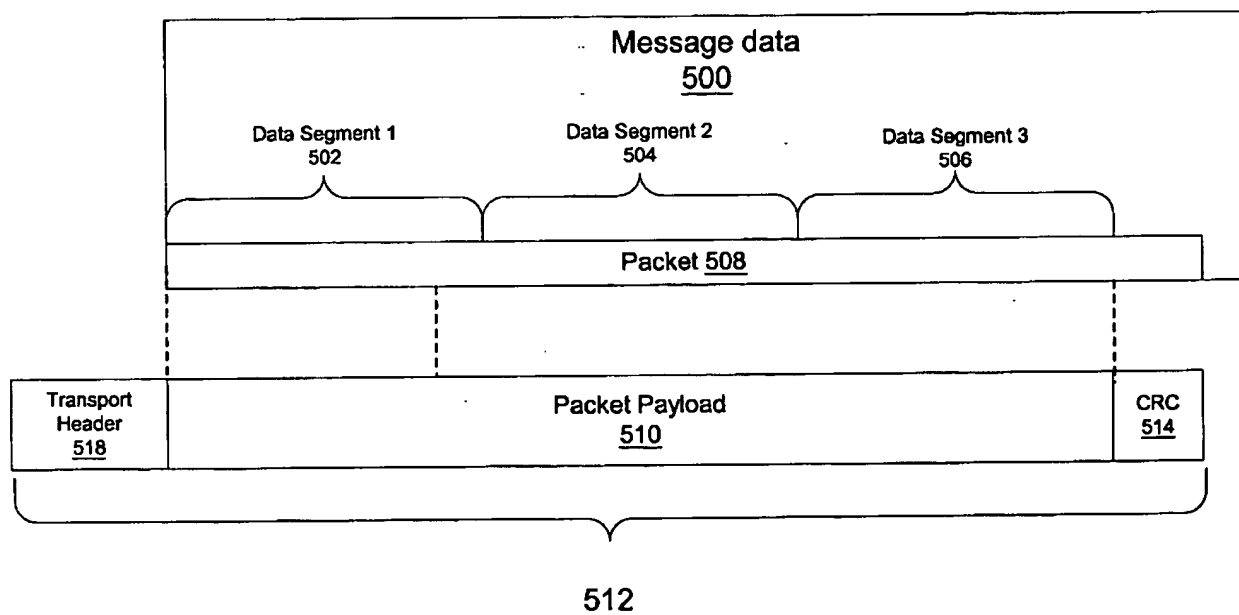 Message data
500
Data Segment 1
502
Data Segment 2
504
Data Segment 3
506
Packet 508
Transport
Header
518
Packet Payload
510
CRC
514
512